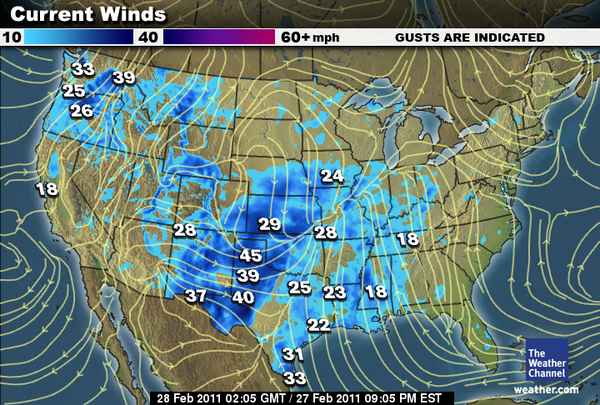 Current Winds
10 40 60+ mph GUSTS ARE INDICATED
33 39
25
26
24
18
28 29 28 18
45
39
37 40 25 23 18
22
31
33
The
Weather
Channel
weather.com
28 Feb 2011 02:05 GMT / 27 Feb 2011 09:05 PM EST